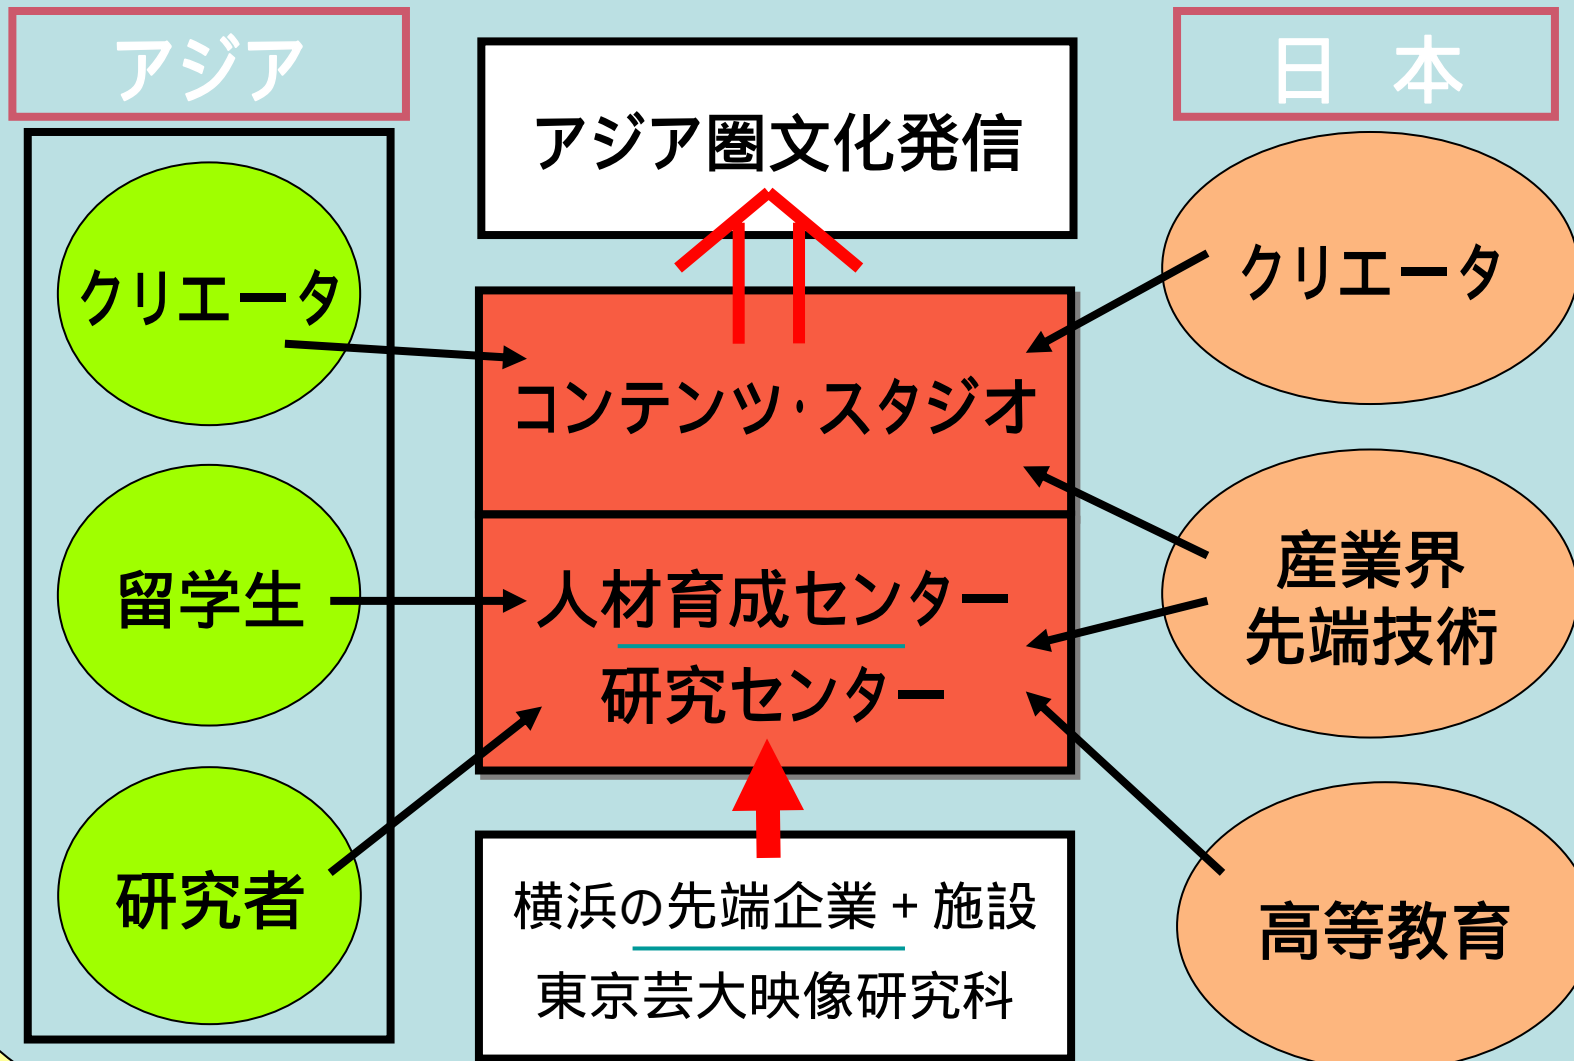 アジア
日 本
アジア圏文化発信
クリエータ
留学生
研究者
コンテンツ・スタジオ
人材育成センター
研究センター
横浜の先端企業+施設
東京芸大映像研究科
クリエータ
産業界
先端技術
高等教育